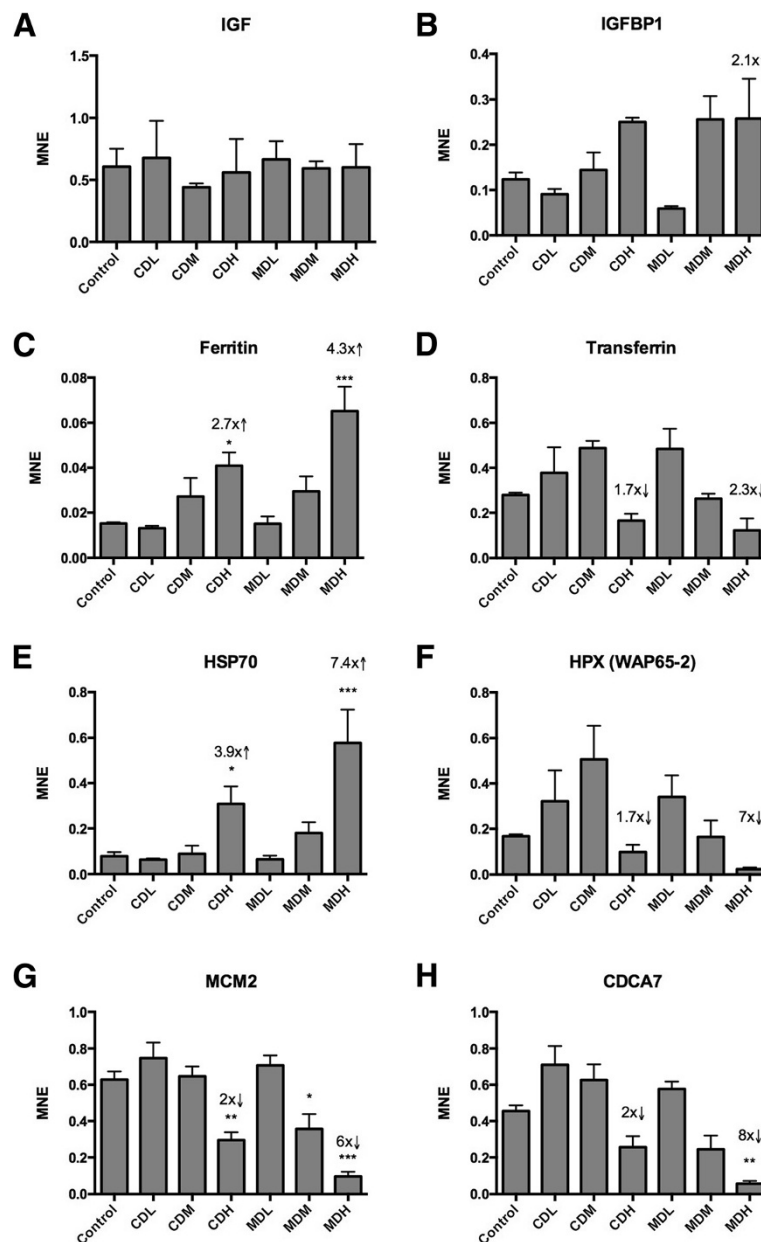 A
IGF
MNE
1.5
1.0
0.5
0.0
Control
CDL
CDM
CDH
MDL
MDM
MDH
B
IGFBP1
MNE
0.4
0.3
0.2
0.1
0.0
2.1x
Control
CDL
CDM
CDH
MDL
MDM
MDH
C
Ferritin
MNE
0.08
0.06
0.04
0.02
0.00
2.7x↑
*
4.3x↑
***
Control
CDL
CDM
CDH
MDL
MDM
MDH
D
Transferrin
MNE
0.8
0.6
0.4
0.2
0.0
1.7x↓
2.3x↓
Control
CDL
CDM
CDH
MDL
MDM
MDH
E
HSP70
MNE
0.8
0.6
0.4
0.2
0.0
3.9x↑
*
7.4x↑
***
Control
CDL
CDM
CDH
MDL
MDM
MDH
F
HPX (WAP65-2)
MNE
0.8
0.6
0.4
0.2
0.0
1.7x↓
7x↓
Control
CDL
CDM
CDH
MDL
MDM
MDH
G
MCM2
MNE
1.0
0.8
0.6
0.4
0.2
0.0
2x↓
**
*
6x↓
***
Control
CDL
CDM
CDH
MDL
MDM
MDH
H
CDCA7
MNE
1.0
0.8
0.6
0.4
0.2
0.0
2x↓
8x↓
**
Control
CDL
CDM
CDH
MDL
MDM
MDH